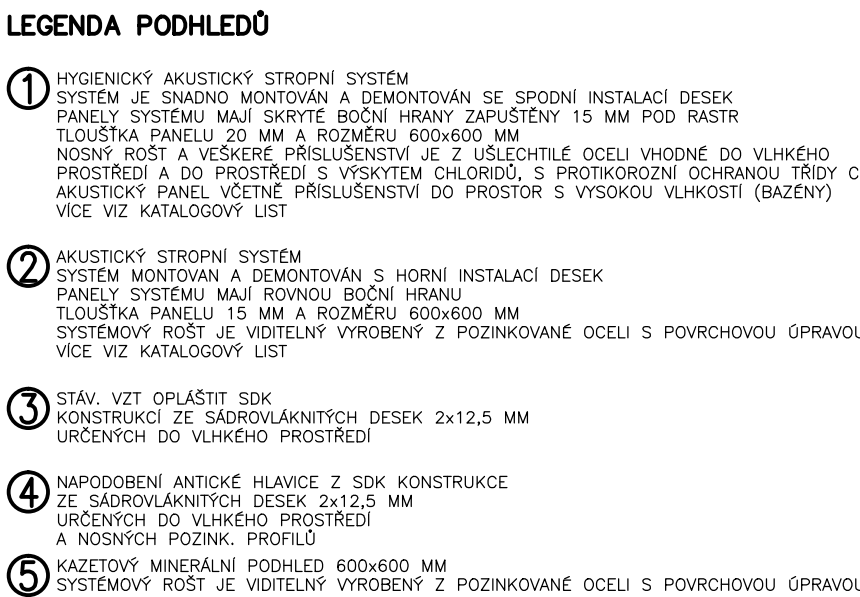 LEGENDA PODHLEDŮ
1 HYGIENICKÝ AKUSTICKÝ STROPNÍ SYSTÉM
SYSTÉM JE SNADNO MONTOVÁN A DEMONTOVÁN SE SPODNÍ INSTALACÍ DESEK
PANELY SYSTÉMU MAJÍ SKRYTÉ BOČNÍ HRANY ZAPUŠTĚNY 15 MM POD RASTR
TLOUŠŤKA PANELU 20 MM A ROZMĚRU 600x600 MM
NOSNÝ ROŠT A VEŠKERÉ PŘÍSLUŠENSTVÍ JE Z UŠLECHTILÉ OCELI VHODNÉ DO VLHKÉHO
PROSTŘEDÍ A DO PROSTŘEDÍ S VÝSKYTEM CHLORIDŮ, S PROTIKOROZNÍ OCHRANOU TŘÍDY C
AKUSTICKÝ PANEL VČETNĚ PŘÍSLUŠENSTVÍ DO PROSTOR S VYSOKOU VLHKOSTÍ (BAZÉNY)
VÍCE VIZ KATALOGOVÝ LIST
2 AKUSTICKÝ STROPNÍ SYSTÉM
SYSTÉM MONTOVAN A DEMONTOVÁN S HORNÍ INSTALACÍ DESEK
PANELY SYSTÉMU MAJÍ ROVNOU BOČNÍ HRANU
TLOUŠŤKA PANELU 15 MM A ROZMĚRU 600x600 MM
SYSTÉMOVÝ ROŠT JE VIDITELNÝ VYROBENÝ Z POZINKOVANÉ OCELI S POVRCHOVOU ÚPRAVOU
VÍCE VIZ KATALOGOVÝ LIST
3 STÁV. VZT OPLÁŠTIT SDK
KONSTRUKCÍ ZE SÁDROVLÁKNITÝCH DESEK 2x12,5 MM
URČENÝCH DO VLHKÉHO PROSTŘEDÍ
4 NAPODOBENÍ ANTICKÉ HLAVICE Z SDK KONSTRUKCE
ZE SÁDROVLÁKNITÝCH DESEK 2x12,5 MM
URČENÝCH DO VLHKÉHO PROSTŘEDÍ
A NOSNÝCH POZINK. PROFILŮ
5 KAZETOVÝ MINERÁLNÍ PODHLED 600x600 MM
SYSTÉMOVÝ ROŠT JE VIDITELNÝ VYROBENÝ Z POZINKOVANÉ OCELI S POVRCHOVOU ÚPRAVOU